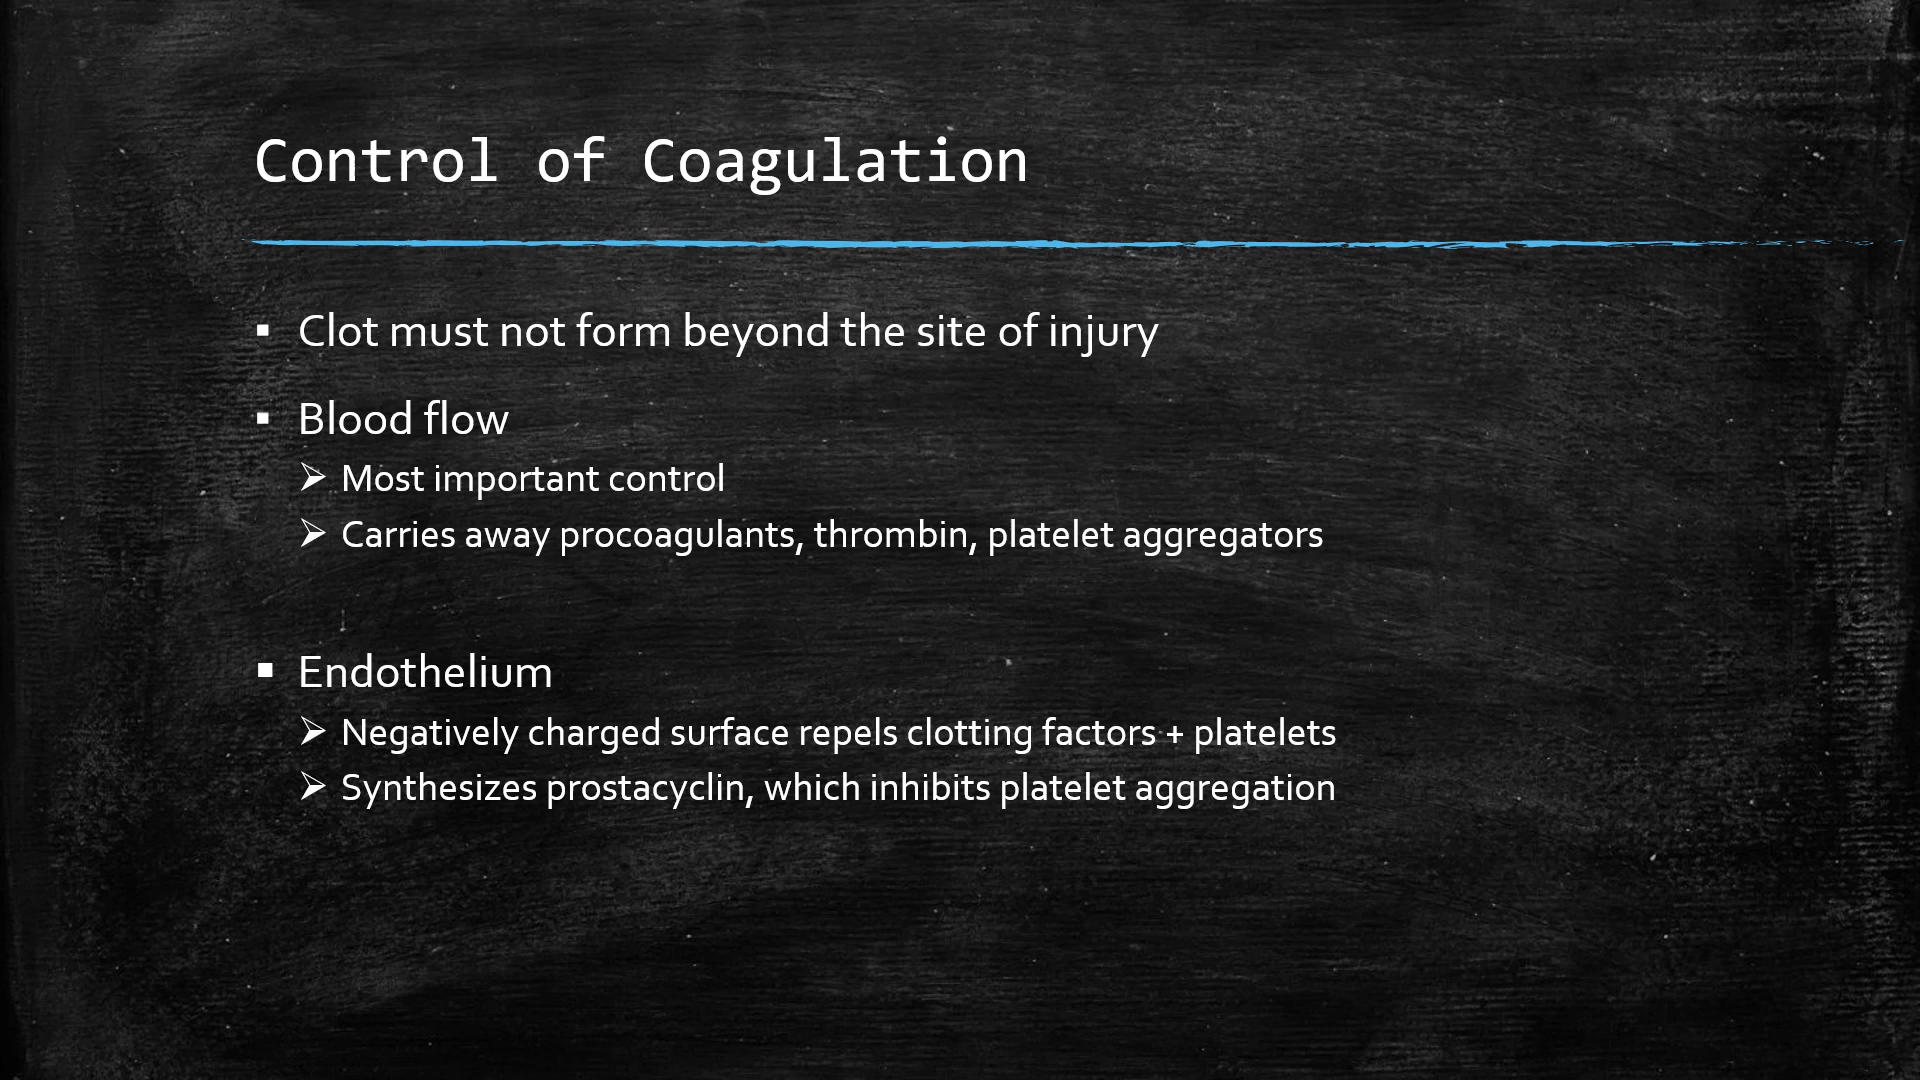 Control of Coagulation
▪ Clot must not form beyond the site of injury
▪ Blood flow
➢ Most important control
➢ Carries away procoagulants, thrombin, platelet aggregators
▪ Endothelium
➢ Negatively charged surface repels clotting factors + platelets
➢ Synthesizes prostacyclin, which inhibits platelet aggregation